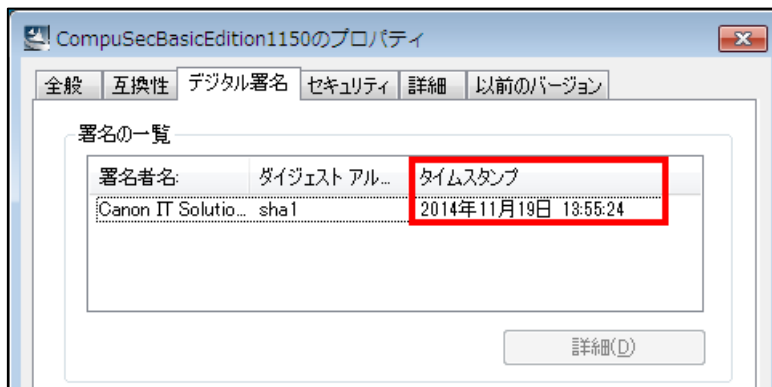 CompuSecBasicEdition1150のプロパティ
全般 互換性 デジタル署名 セキュリティ 詳細 以前のバージョン
署名の一覧
署名者名: ダイジェスト アル... タイムスタンプ
Canon IT Solutio... sha1 2014年11月19日 13:55:24
詳細(D)